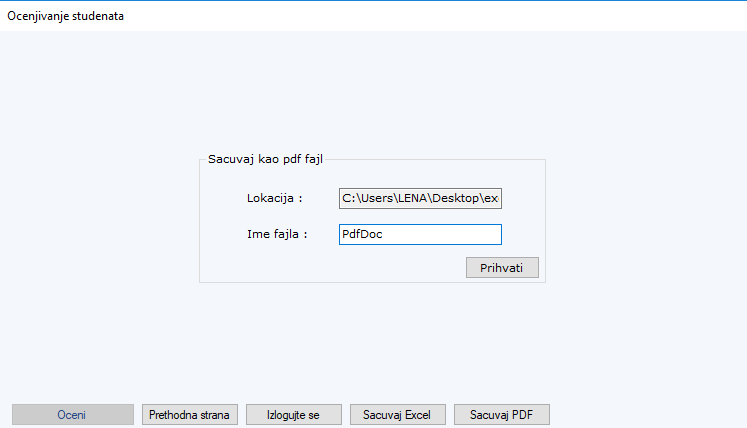 Ocenjivanje studenata
Sacuvaj kao pdf fajl
Lokacija : C:\Users\LENA\Desktop\ex
Ime fajla : PdfDoc
Prihvati
Oceni Prethodna strana Izlogujte se Sacuvaj Excel Sacuvaj PDF